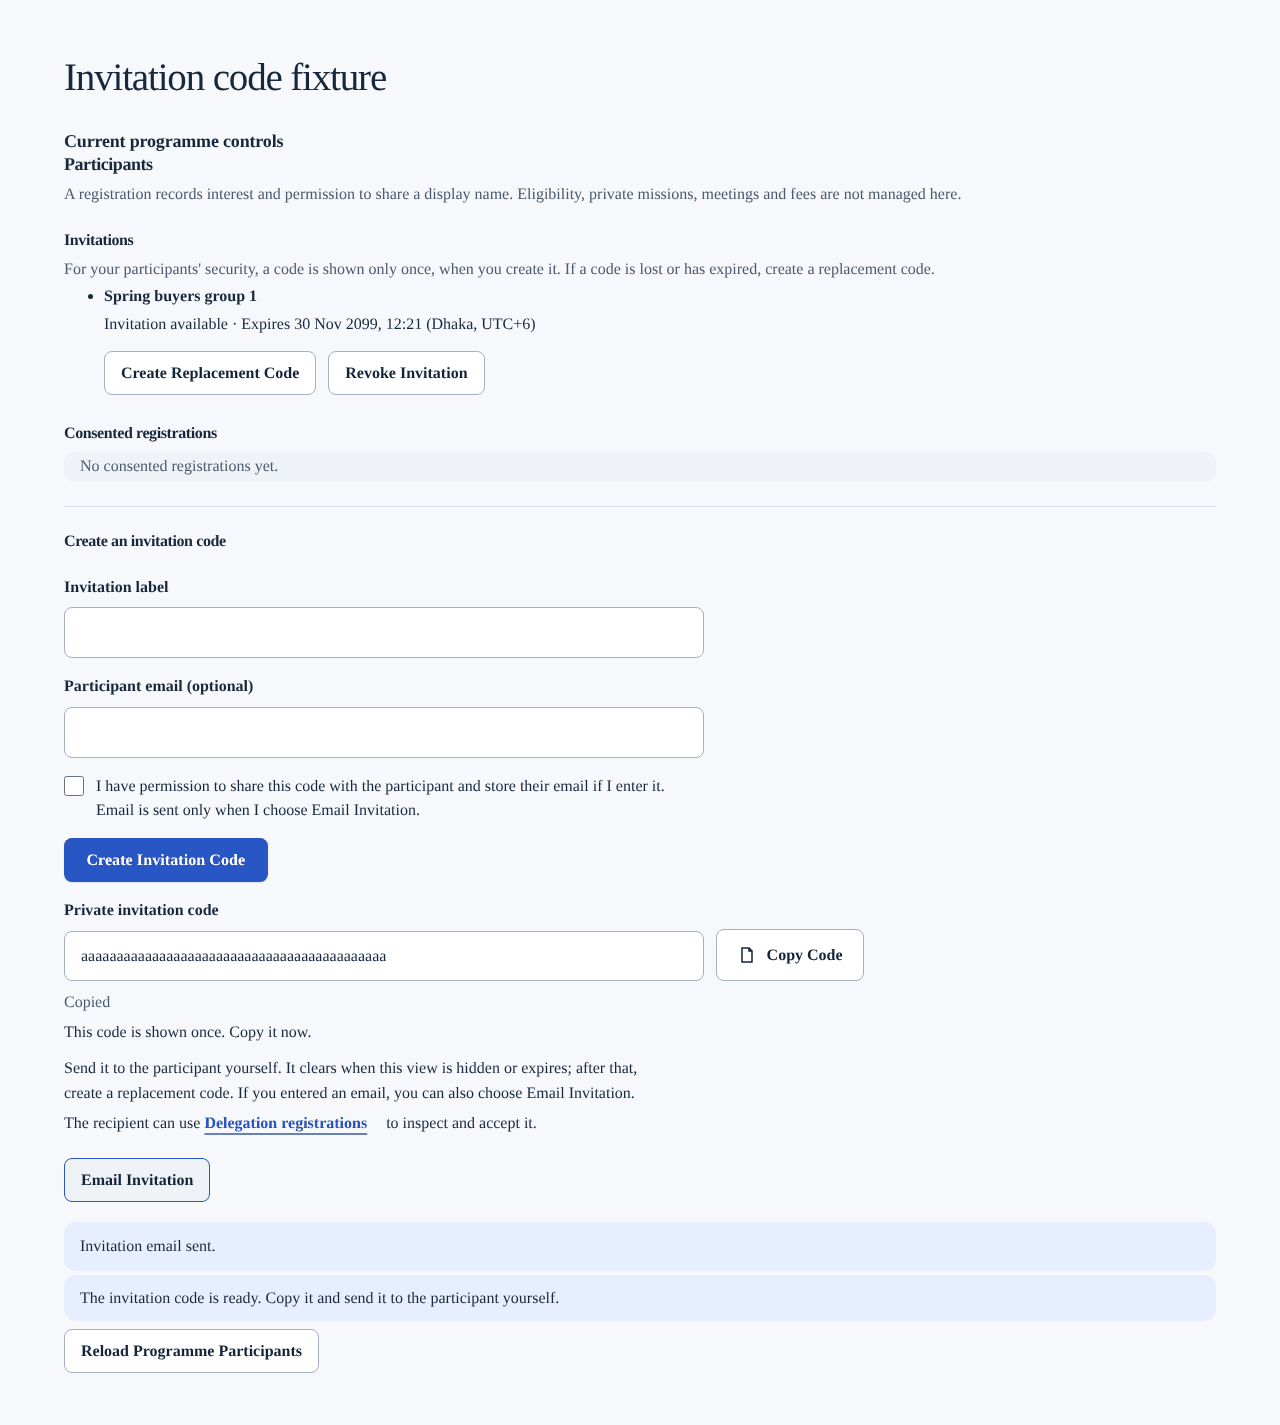 Invitation code fixture
Current programme controls
Participants
A registration records interest and permission to share a display name. Eligibility, private missions, meetings and fees are not managed here.
Invitations
For your participants' security, a code is shown only once, when you create it. If a code is lost or has expired, create a replacement code.
Spring buyers group 1
Invitation available · Expires 30 Nov 2099, 12:21 (Dhaka, UTC+6)
Create Replacement Code Revoke Invitation
Consented registrations
No consented registrations yet.
Create an invitation code
Invitation label
Participant email (optional)
I have permission to share this code with the participant and store their email if I enter it.
Email is sent only when I choose Email Invitation.
Create Invitation Code
Private invitation code
aaaaaaaaaaaaaaaaaaaaaaaaaaaaaaaaaaaaaaaaaaa Copy Code
Copied
This code is shown once. Copy it now.
Send it to the participant yourself. It clears when this view is hidden or expires; after that,
create a replacement code. If you entered an email, you can also choose Email Invitation.
The recipient can use Delegation registrations to inspect and accept it.
Email Invitation
Invitation email sent.
The invitation code is ready. Copy it and send it to the participant yourself.
Reload Programme Participants